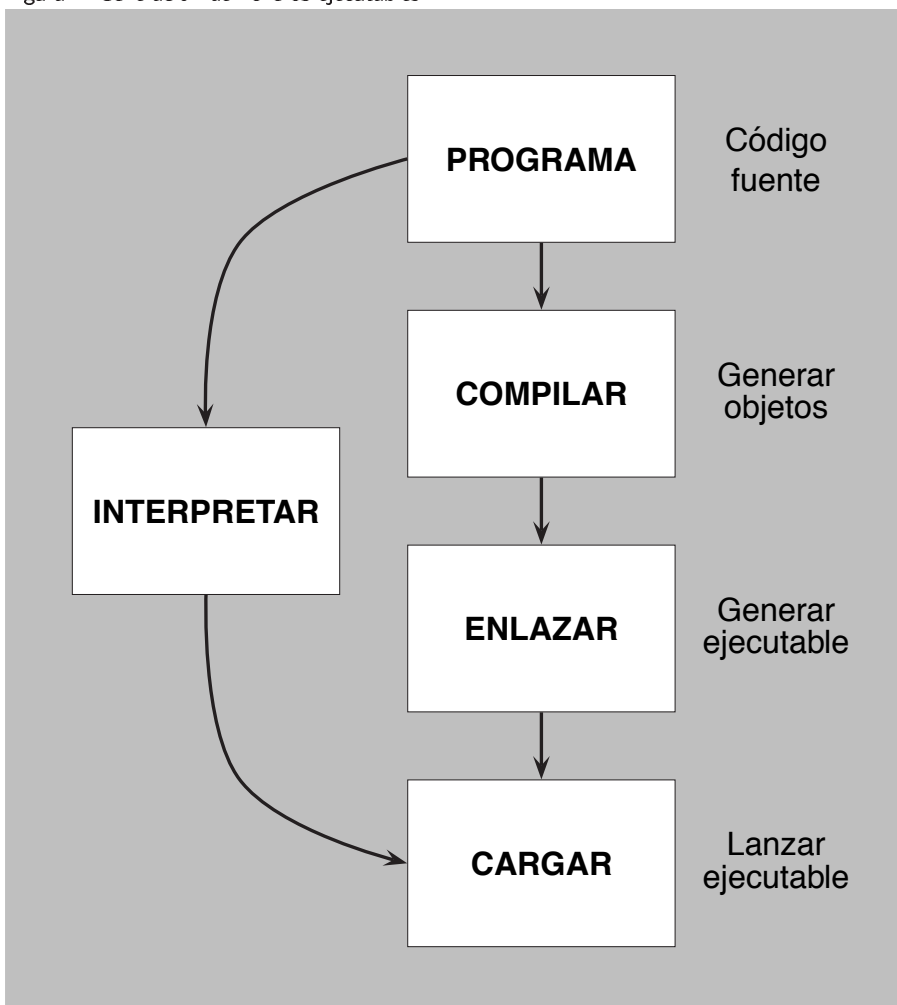 PROGRAMA
Código
fuente
COMPILAR
Generar
objetos
INTERPRETAR
ENLAZAR
Generar
ejecutable
CARGAR
Lanzar
ejecutable